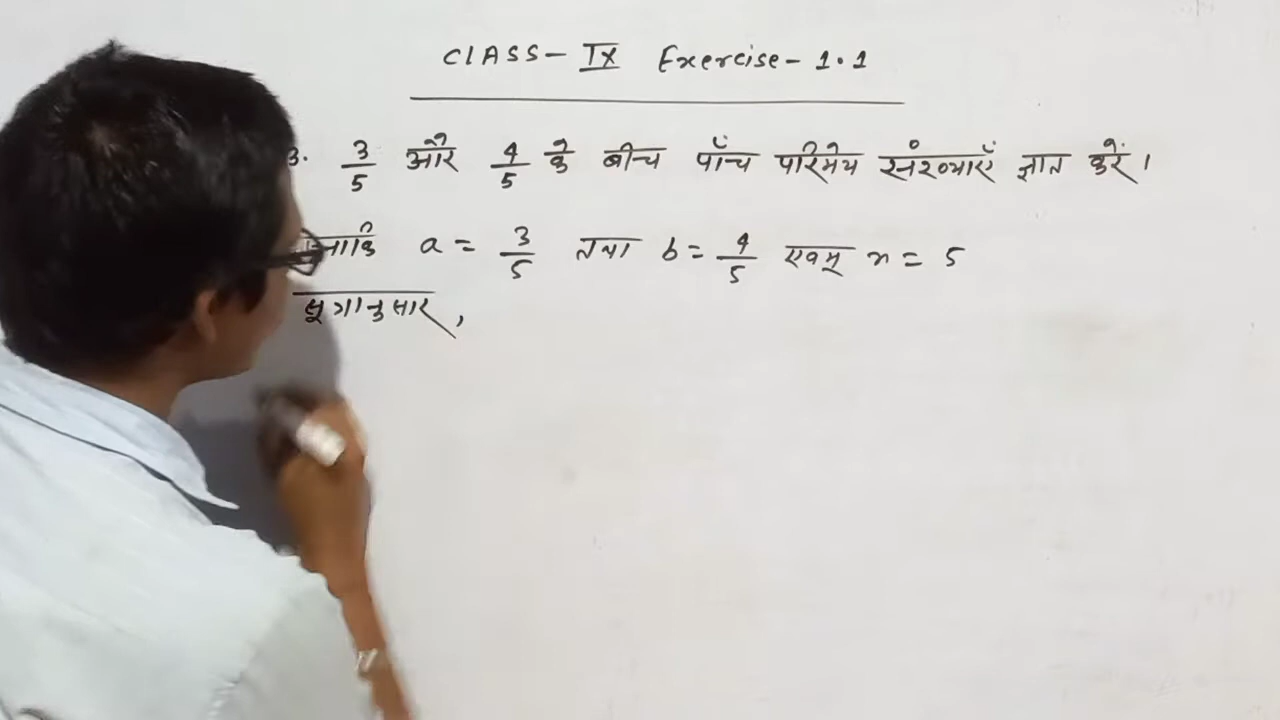 CLASS- IX Exercise- 1.1
3. 3/5 और 4/5 के बीच पाँच परिमेय संख्याएँ ज्ञात करें।
a = 3/5 तथा b = 4/5 एवम् n = 5
सूत्रानुसार,